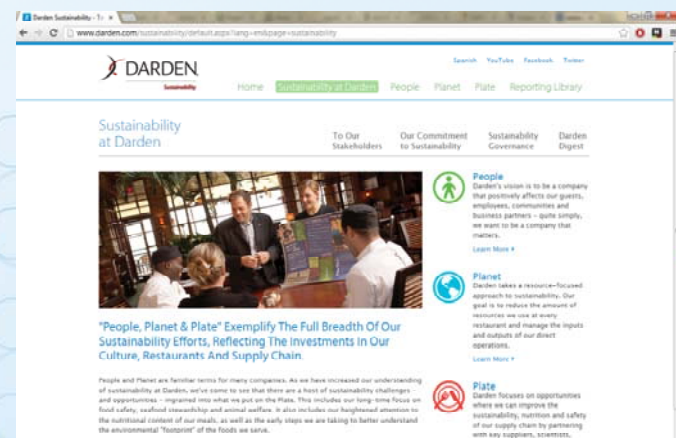 Darden Sustainability - T
www.darden.com/sustainability/default.aspx?lang=en&page=sustainability
Spanish YouTube Facebook Twitter
DARDEN
Sustainability
Home Sustainability at Darden People Planet Plate Reporting Library
Sustainability
at Darden
To Our
Stakeholders
Our Commitment
to Sustainability
Sustainability
Governance
Darden
Digest
People
Darden's vision is to be a company
that positively affects our guests,
employees, communities and
business partners – quite simply,
we want to be a company that
matters.
Learn More
Planet
Darden takes a resource-focused
approach to sustainability. Our
goal is to reduce the amount of
resources we use at every
restaurant and manage the inputs
and outputs of our direct
operations.
Learn More
Plate
Darden focuses on opportunities
where we can improve the
sustainability, nutrition and safety
of our supply chain by partnering
with key suppliers, scientists,
"People, Planet & Plate" Exemplify The Full Breadth Of Our
Sustainability Efforts, Reflecting The Investments In Our
Culture, Restaurants And Supply Chain.
People and Planet are familiar terms for many companies. As we have increased our understanding
of sustainability at Darden, we've come to see that there are a host of sustainability challenges
and opportunities – ingrained into what we put on the Plate. This includes our long-time focus on
food safety, seafood stewardship and animal welfare. It also includes our heightened attention to
the nutritional content of our meals, as well as the early steps we are taking to better understand
the environmental "footprint" of the foods we serve.